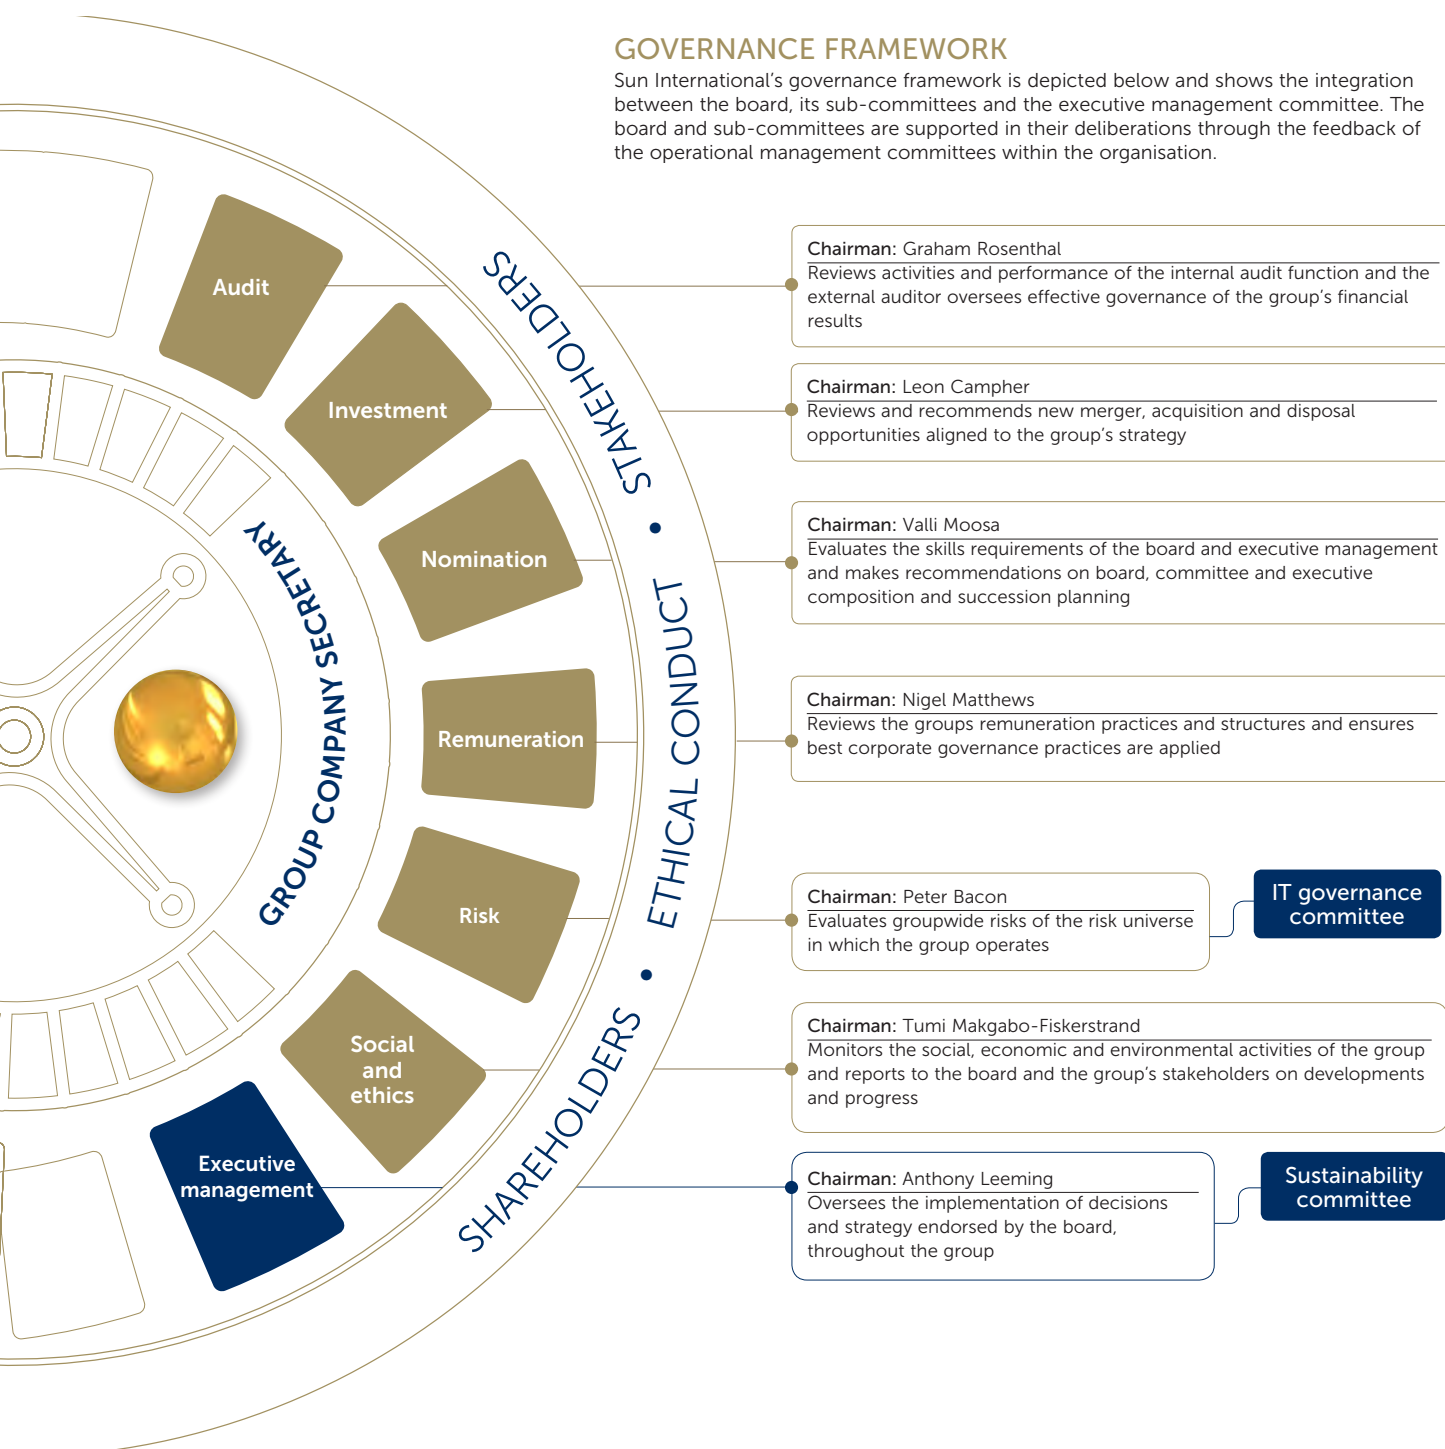 GOVERNANCE FRAMEWORK
Sun International's governance framework is depicted below and shows the integration
between the board, its sub-committees and the executive management committee. The
board and sub-committees are supported in their deliberations through the feedback of
the operational management committees within the organisation.
Audit
Investment
Nomination
Remuneration
Risk
Social
and
ethics
Executive
management
GROUP COMPANY SECRETARY
SHAREHOLDERS • ETHICAL CONDUCT • STAKEHOLDERS
Chairman: Graham Rosenthal
Reviews activities and performance of the internal audit function and the
external auditor oversees effective governance of the group's financial
results
Chairman: Leon Campher
Reviews and recommends new merger, acquisition and disposal
opportunities aligned to the group's strategy
Chairman: Valli Moosa
Evaluates the skills requirements of the board and executive management
and makes recommendations on board, committee and executive
composition and succession planning
Chairman: Nigel Matthews
Reviews the groups remuneration practices and structures and ensures
best corporate governance practices are applied
Chairman: Peter Bacon
Evaluates groupwide risks of the risk universe
in which the group operates
IT governance
committee
Chairman: Tumi Makgabo-Fiskerstrand
Monitors the social, economic and environmental activities of the group
and reports to the board and the group's stakeholders on developments
and progress
Chairman: Anthony Leeming
Oversees the implementation of decisions
and strategy endorsed by the board,
throughout the group
Sustainability
committee